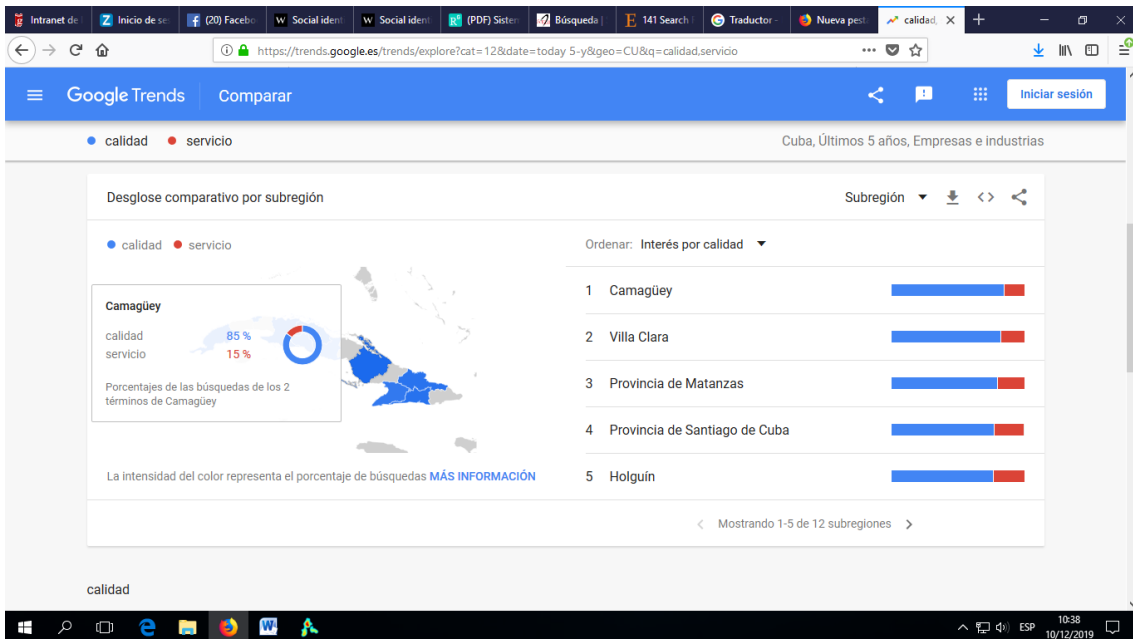 Intranet de l
Inicio de ses
(20) Facebo
Social ident
Social ident
(PDF) Sistem
Búsqueda |
141 Search
Traductor -
Nueva pesta
calidad,
https://trends.google.es/trends/explore?cat=12&date=today 5-y&geo=CU&q=calidad,servicio
Google Trends
Comparar
Iniciar sesión
calidad
servicio
Cuba, Últimos 5 años, Empresas e industrias
Desglose comparativo por subregión
Subregión
calidad
servicio
Ordenar: Interés por calidad
Camagüey
calidad 85 %
servicio 15 %
Porcentajes de las búsquedas de los 2
términos de Camagüey
La intensidad del color representa el porcentaje de búsquedas MÁS INFORMACIÓN
1 Camagüey
2 Villa Clara
3 Provincia de Matanzas
4 Provincia de Santiago de Cuba
5 Holguín
Mostrando 1-5 de 12 subregiones
calidad
ESP
10:38
10/12/2019